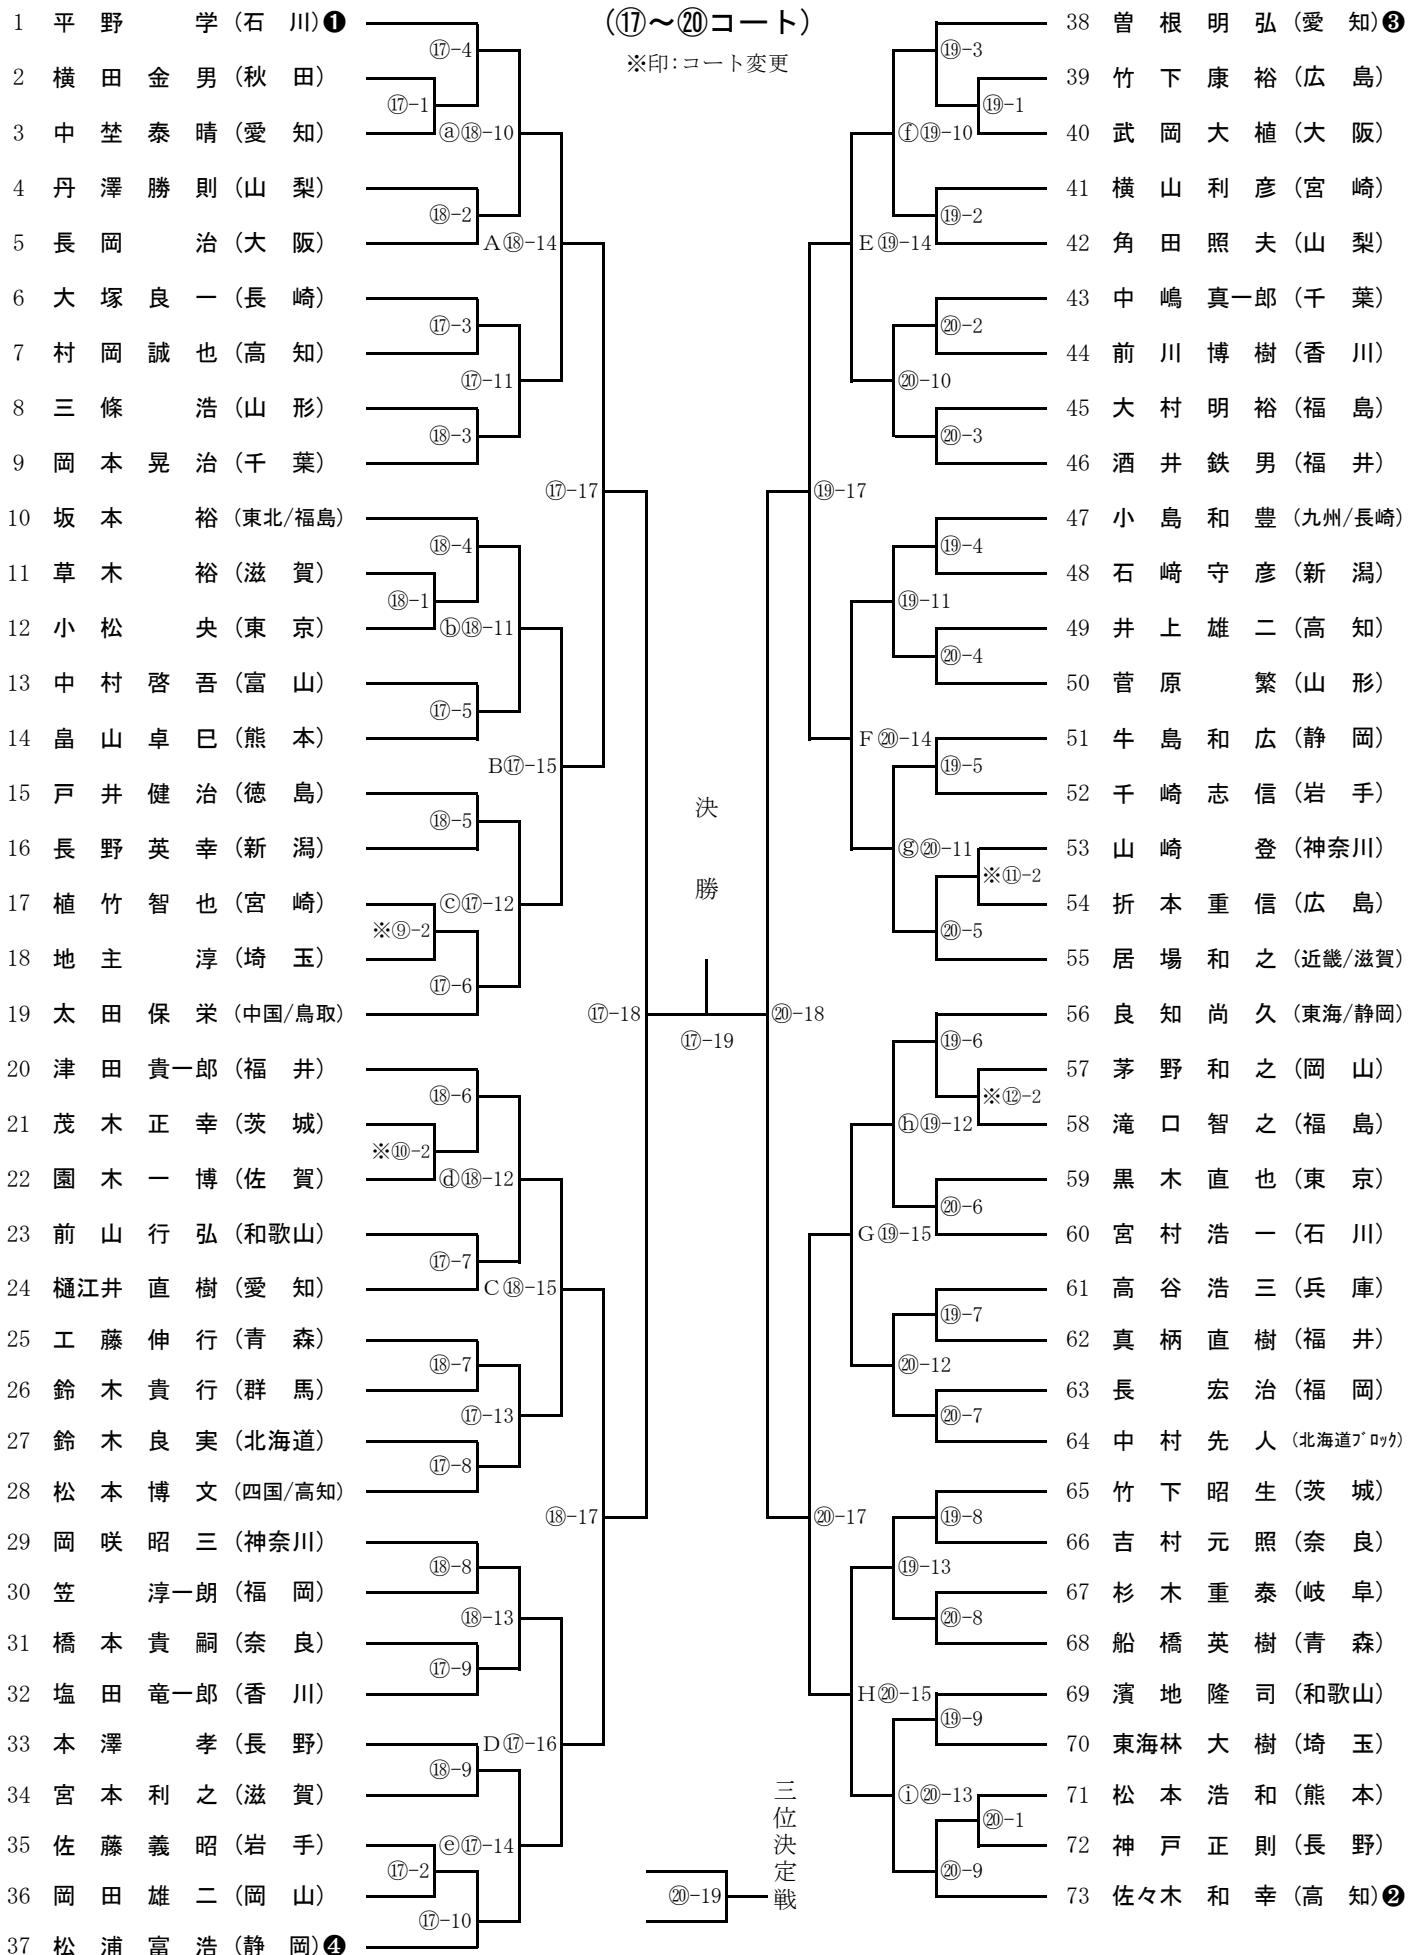 (⑰～⑳コート)
※印：コート変更
1 平野 学 (石川) ❶
2 横田金男 (秋田)
3 中埜泰晴 (愛知)
4 丹澤勝則 (山梨)
5 長岡 治 (大阪)
6 大塚良一 (長崎)
7 村岡誠也 (高知)
8 三條 浩 (山形)
9 岡本晃治 (千葉)
10 坂本 裕 (東北/福島)
11 草木 裕 (滋賀)
12 小松 央 (東京)
13 中村啓吾 (富山)
14 畠山卓巳 (熊本)
15 戸井健治 (徳島)
16 長野英幸 (新潟)
17 植竹智也 (宮崎)
18 地主 淳 (埼玉)
19 太田保栄 (中国/鳥取)
20 津田貴一郎 (福井)
21 茂木正幸 (茨城)
22 園木一博 (佐賀)
23 前山行弘 (和歌山)
24 樋江井直樹 (愛知)
25 工藤伸行 (青森)
26 鈴木貴行 (群馬)
27 鈴木良実 (北海道)
28 松本博文 (四国/高知)
29 岡咲昭三 (神奈川)
30 笠 淳一朗 (福岡)
31 橋本貴嗣 (奈良)
32 塩田竜一郎 (香川)
33 本澤 孝 (長野)
34 宮本利之 (滋賀)
35 佐藤義昭 (岩手)
36 岡田雄二 (岡山)
37 松浦富浩 (静岡) ❹
⑰-4
⑰-1
ⓐ⑱-10
⑱-2
A⑱-14
⑰-3
⑰-11
⑱-3
⑰-17
⑱-4
⑱-1
ⓑ⑱-11
⑰-5
B⑰-15
⑱-5
ⓒ⑰-12
※⑨-2
⑰-6
⑰-18
⑱-6
※⑩-2
ⓓ⑱-12
⑰-7
C⑱-15
⑱-7
⑰-13
⑰-8
⑱-17
⑱-8
⑱-13
⑰-9
D⑰-16
⑱-9
ⓔ⑰-14
⑰-2
⑰-10
決勝
⑰-19
三位決定戦
⑳-19
⑲-3
⑲-1
ⓕ⑲-10
⑲-2
E⑲-14
⑳-2
⑳-10
⑳-3
⑲-17
⑲-4
⑲-11
⑳-4
F⑳-14
⑲-5
ⓖ⑳-11
※⑪-2
⑳-5
⑳-18
⑲-6
※⑫-2
ⓗ⑲-12
⑳-6
G⑲-15
⑲-7
⑳-12
⑳-7
⑳-17
⑲-8
⑲-13
⑳-8
H⑳-15
⑲-9
ⓘ⑳-13
⑳-1
⑳-9
38 曽根明弘 (愛知) ❸
39 竹下康裕 (広島)
40 武岡大植 (大阪)
41 横山利彦 (宮崎)
42 角田照夫 (山梨)
43 中嶋真一郎 (千葉)
44 前川博樹 (香川)
45 大村明裕 (福島)
46 酒井鉄男 (福井)
47 小島和豊 (九州/長崎)
48 石﨑守彦 (新潟)
49 井上雄二 (高知)
50 菅原 繁 (山形)
51 牛島和広 (静岡)
52 千崎志信 (岩手)
53 山崎 登 (神奈川)
54 折本重信 (広島)
55 居場和之 (近畿/滋賀)
56 良知尚久 (東海/静岡)
57 茅野和之 (岡山)
58 滝口智之 (福島)
59 黒木直也 (東京)
60 宮村浩一 (石川)
61 高谷浩三 (兵庫)
62 真柄直樹 (福井)
63 長 宏治 (福岡)
64 中村先人 (北海道ブロック)
65 竹下昭生 (茨城)
66 吉村元照 (奈良)
67 杉木重泰 (岐阜)
68 船橋英樹 (青森)
69 濱地隆司 (和歌山)
70 東海林大樹 (埼玉)
71 松本浩和 (熊本)
72 神戸正則 (長野)
73 佐々木和幸 (高知) ❷